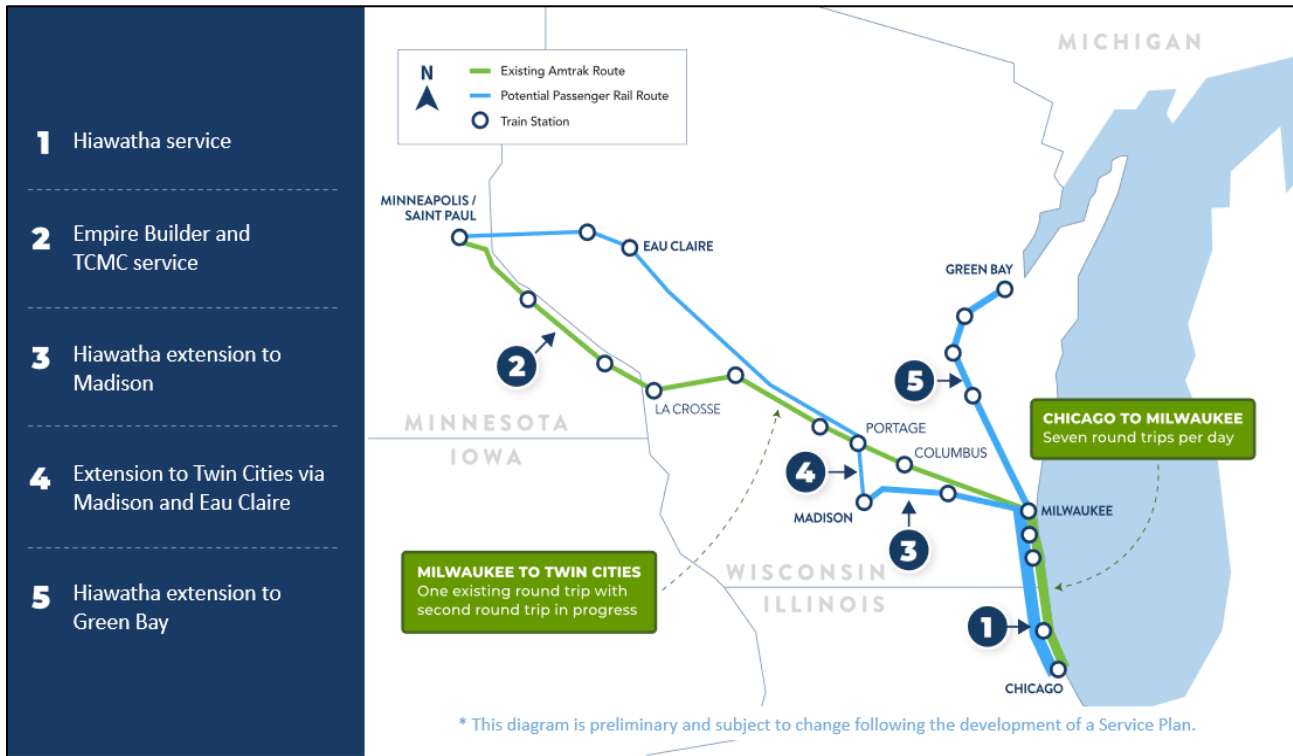 1 Hiawatha service
2 Empire Builder and
TCMC service
3 Hiawatha extension to
Madison
4 Extension to Twin Cities via
Madison and Eau Claire
5 Hiawatha extension to
Green Bay
N
Existing Amtrak Route
Potential Passenger Rail Route
Train Station
MICHIGAN
MINNEAPOLIS /
SAINT PAUL
EAU CLAIRE
GREEN BAY
2
5
LA CROSSE
MINNESOTA
IOWA
PORTAGE
COLUMBUS
4
MADISON
3
MILWAUKEE
CHICAGO TO MILWAUKEE
Seven round trips per day
MILWAUKEE TO TWIN CITIES
One existing round trip with
second round trip in progress
WISCONSIN
ILLINOIS
1
CHICAGO
* This diagram is preliminary and subject to change following the development of a Service Plan.